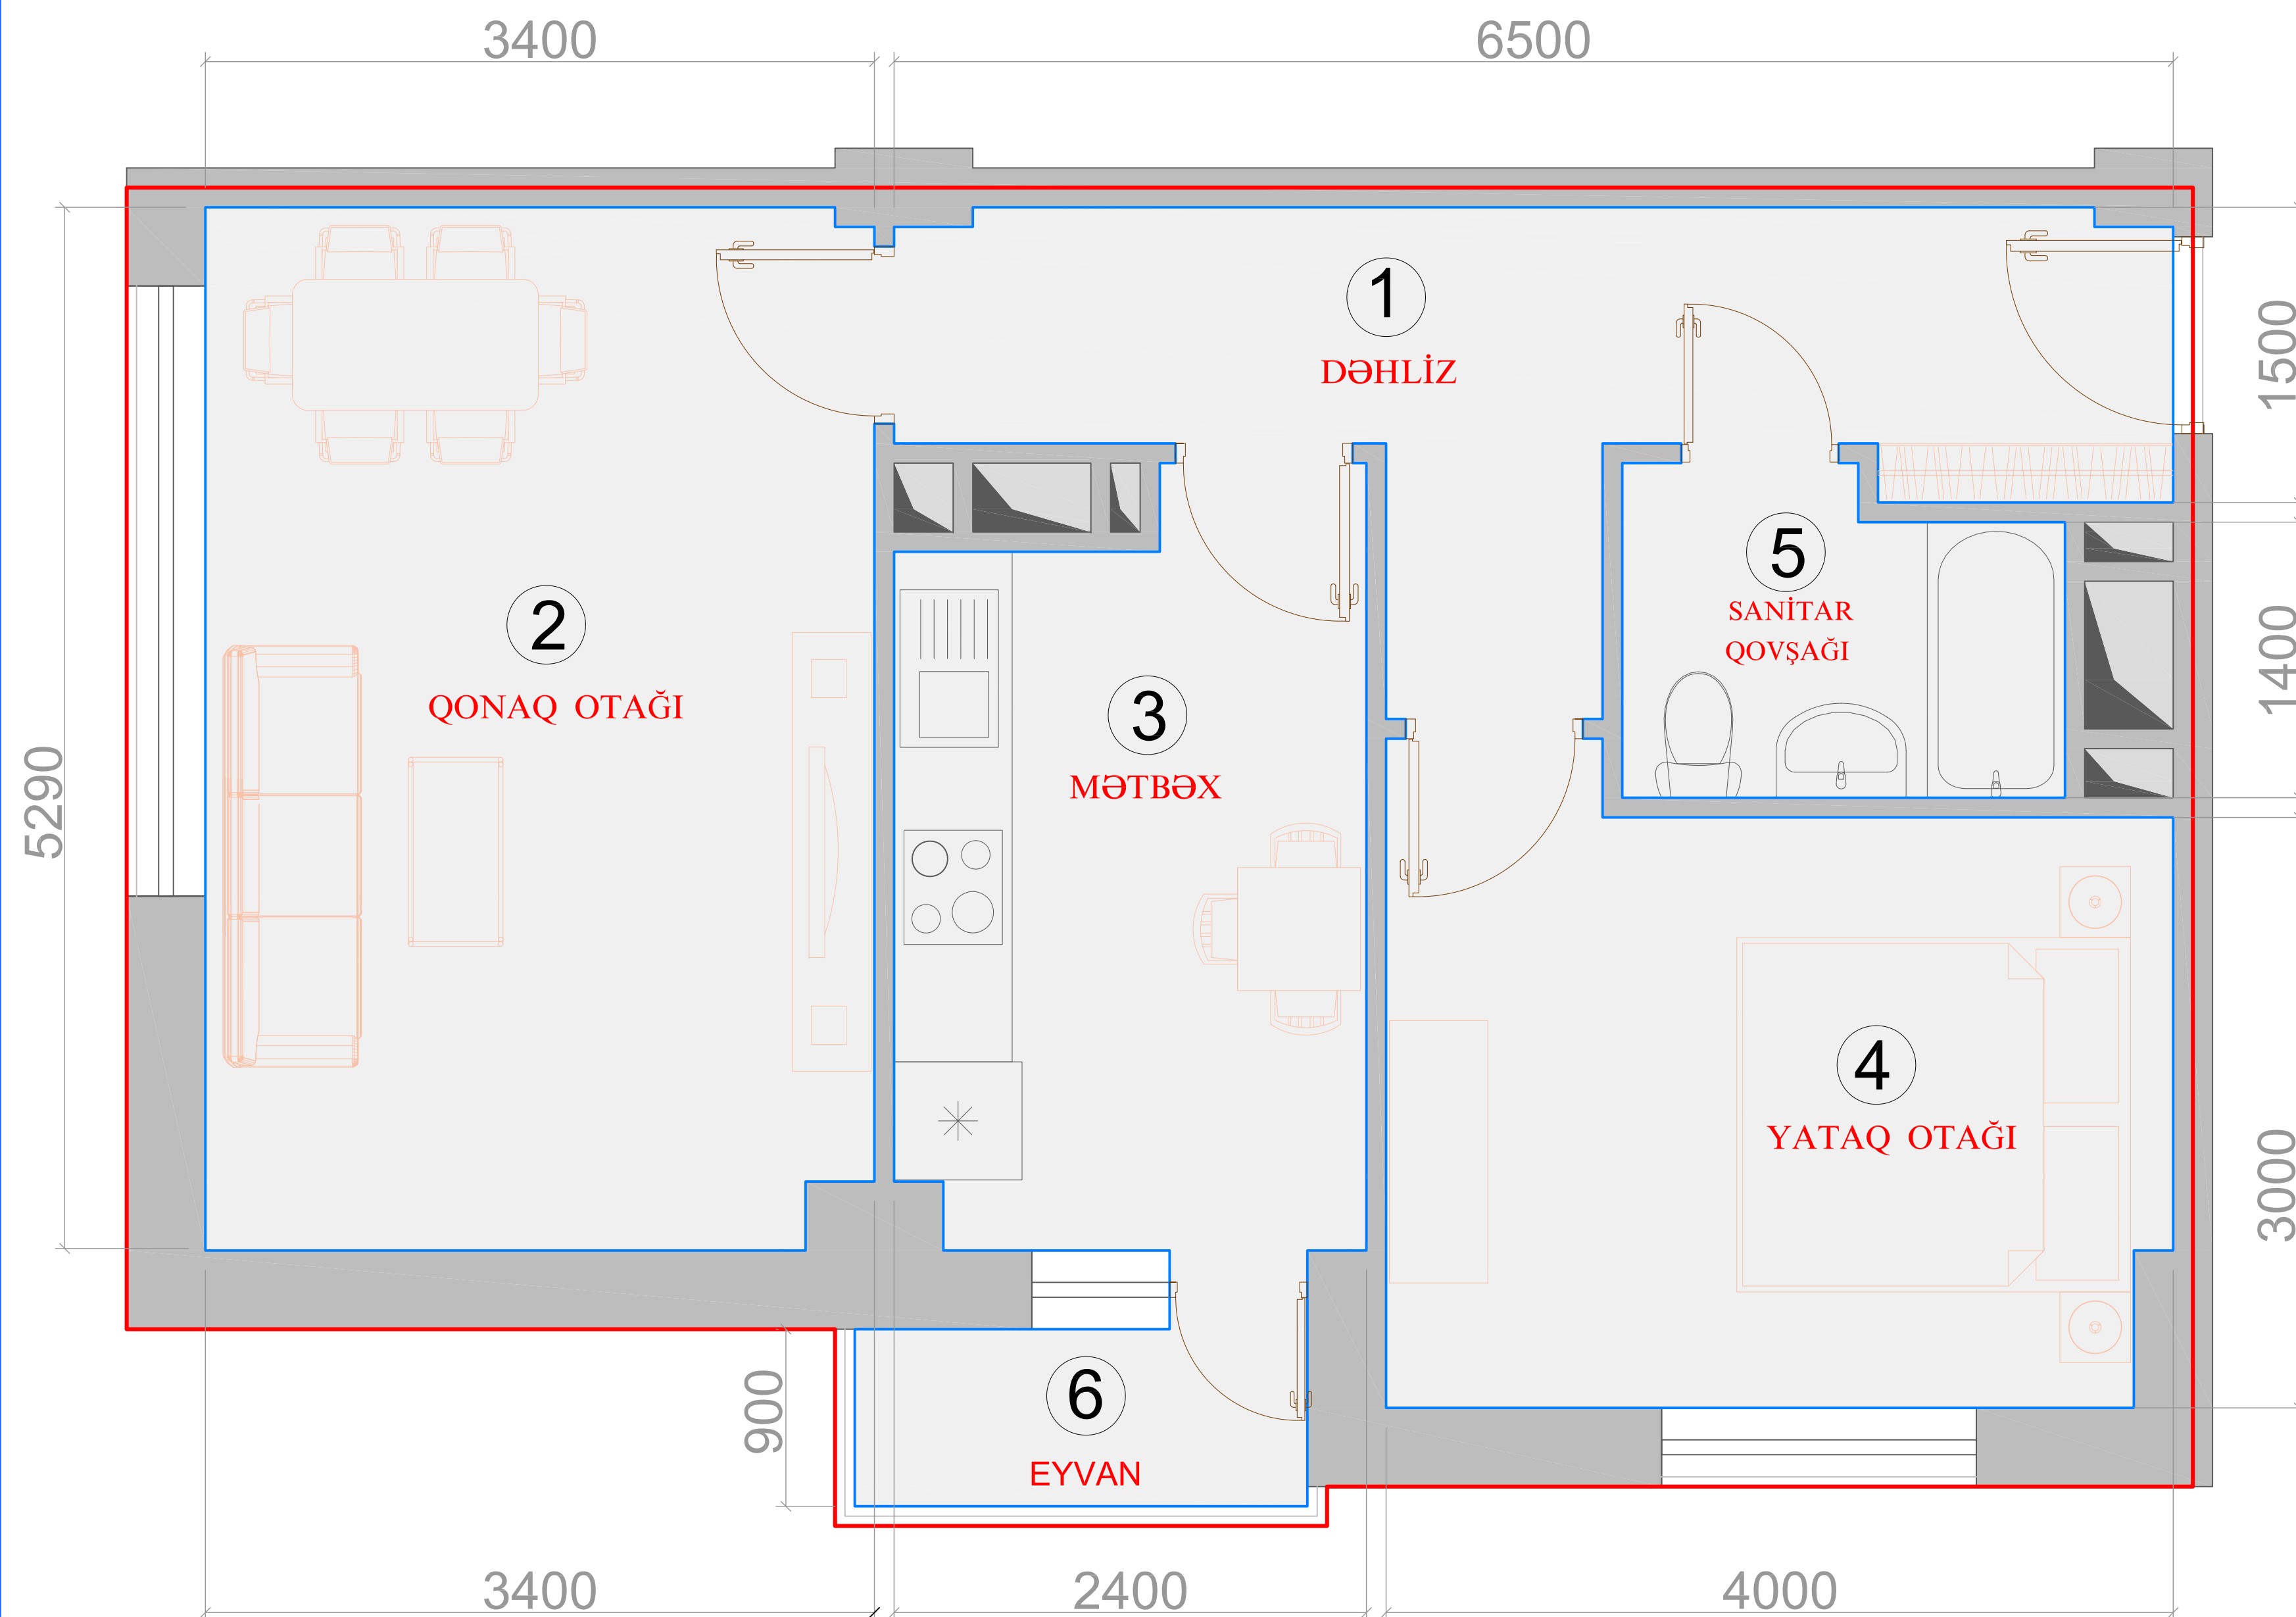 3400
6500
1
DƏHLİZ
1500
2
QONAQ OTAĞI
5
SANİTAR
QOVŞAĞI
1400
3
MƏTBƏX
5290
4
YATAQ OTAĞI
3000
6
EYVAN
900
3400
2400
4000